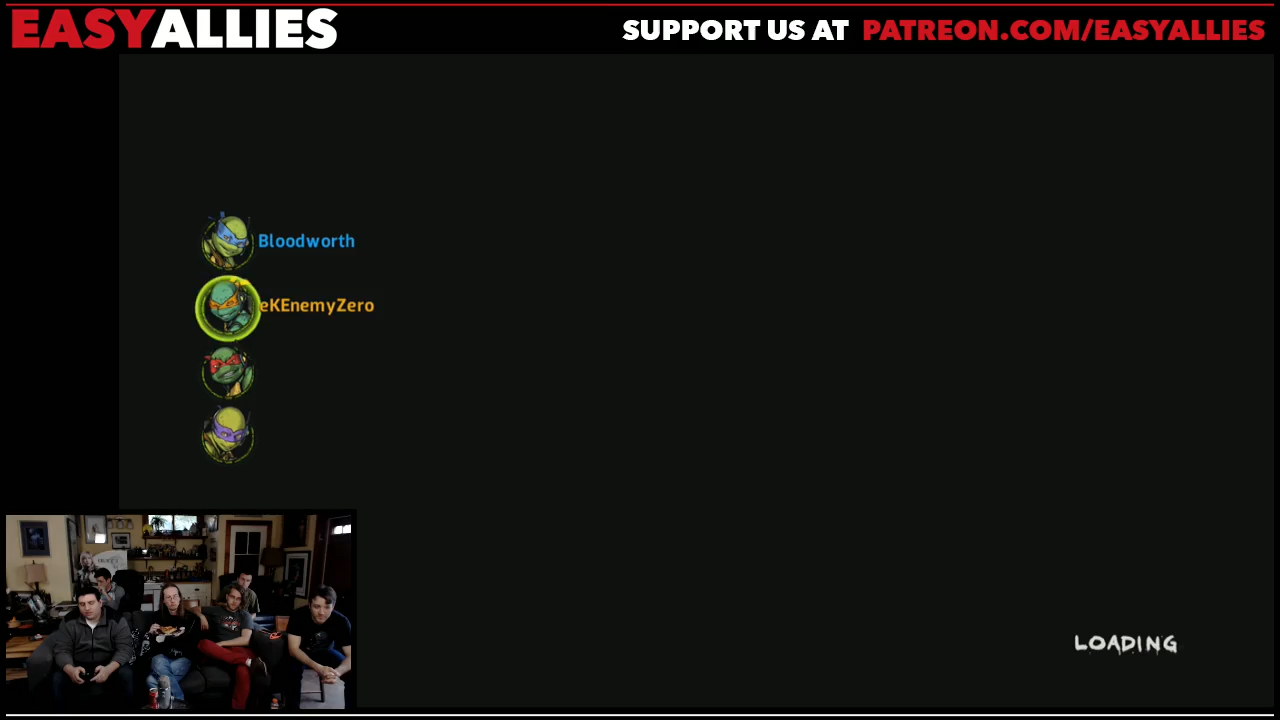 EASYALLIES
SUPPORT US AT PATREON.COM/EASYALLIES
Bloodworth
eKEnemyZero
LOADING